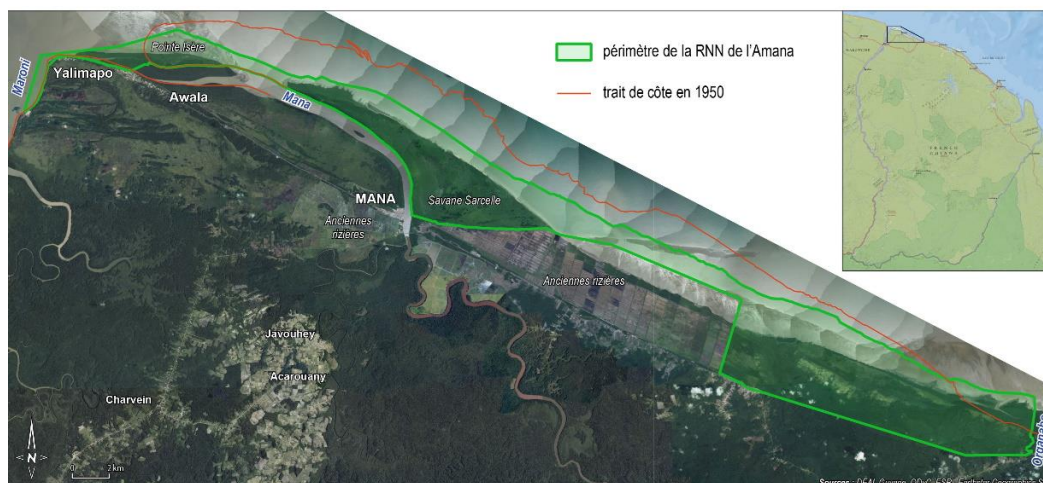 périmètre de la RNN de l'Amana
trait de côte en 1950
Pointe Isère
Yalimapo
Maroni
Awala
Mana
MANA
Savane Sarcelle
Anciennes
rizières
Anciennes rizières
Javouhey
Acarouany
Charvein
Organabo
N
0 2 km